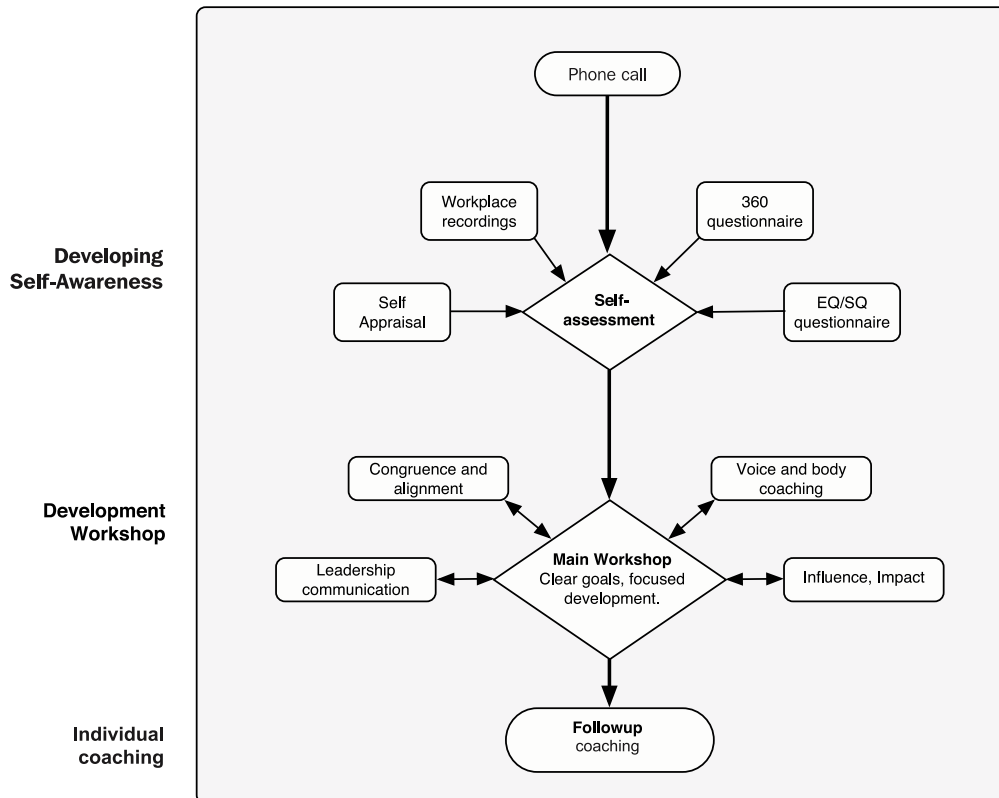 Phone call
Workplace
recordings
360
questionnaire
Developing
Self-Awareness
Self
Appraisal
Self-
assessment
EQ/SQ
questionnaire
Congruence and
alignment
Voice and body
coaching
Development
Workshop
Leadership
communication
Main Workshop
Clear goals, focused
development.
Influence, Impact
Individual
coaching
Followup
coaching